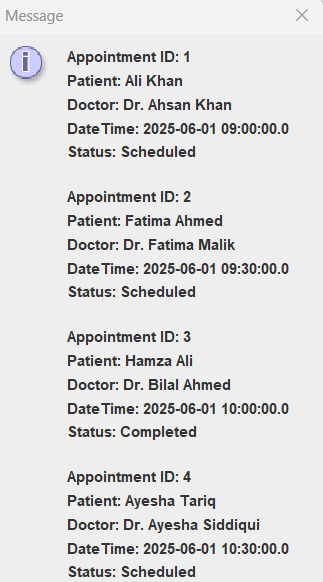 Message
Appointment ID: 1
Patient: Ali Khan
Doctor: Dr. Ahsan Khan
DateTime: 2025-06-01 09:00:00.0
Status: Scheduled
Appointment ID: 2
Patient: Fatima Ahmed
Doctor: Dr. Fatima Malik
DateTime: 2025-06-01 09:30:00.0
Status: Scheduled
Appointment ID: 3
Patient: Hamza Ali
Doctor: Dr. Bilal Ahmed
DateTime: 2025-06-01 10:00:00.0
Status: Completed
Appointment ID: 4
Patient: Ayesha Tariq
Doctor: Dr. Ayesha Siddiqui
DateTime: 2025-06-01 10:30:00.0
Status: Scheduled